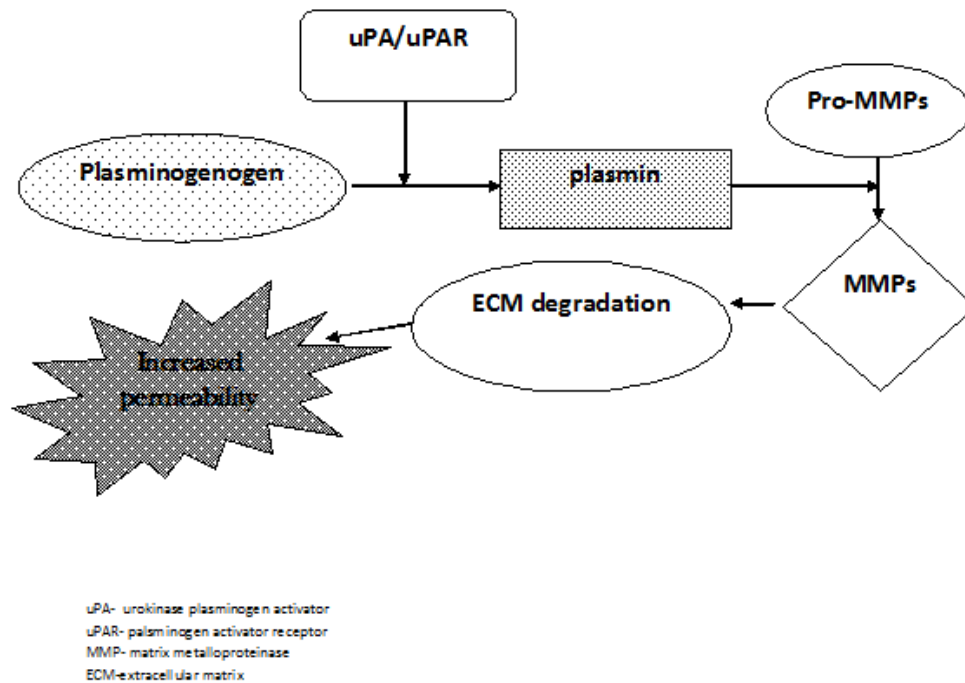 uPA/uPAR
Pro-MMPs
Plasminogenogen
plasmin
MMPs
ECM degradation
Increased
permeability
uPA- urokinase plasminogen activator
uPAR- palsminogen activator receptor
MMP- matrix metalloproteinase
ECM-extracellular matrix